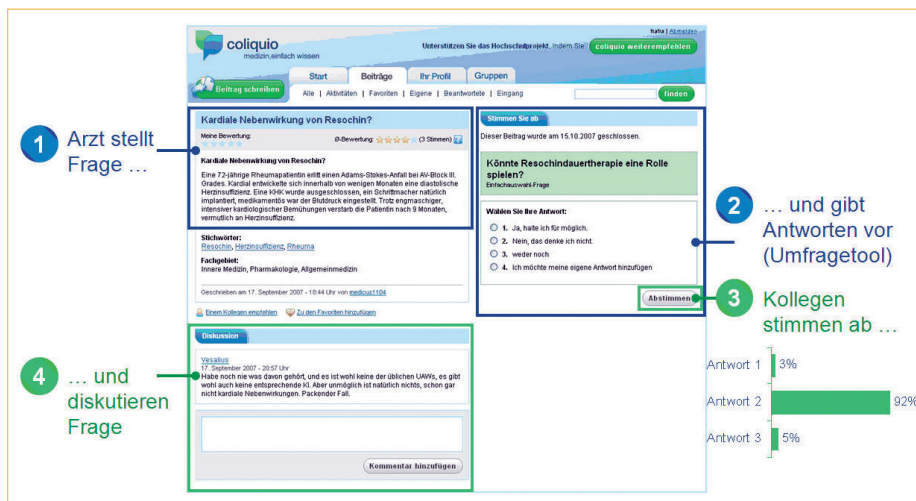 haha | Abmelden
coliquio
medizin,einfach wissen
Unterstützen Sie das Hochschulprojekt, indem Sie
coliquio weiterempfehlen
Beitrag schreiben
Start Beiträge Ihr Profil Gruppen
Alle | Aktivitäten | Favoriten | Eigene | Beantwortete | Eingang
finden
1 Arzt stellt
Frage …
Kardiale Nebenwirkung von Resochin?
Meine Bewertung:
Ø-Bewertung: (3 Stimmen) ?
Kardiale Nebenwirkung von Resochin?
Eine 72-jährige Rheumapatientin erlitt einen Adams-Stokes-Anfall bei AV-Block III.
Grades. Kardial entwickelte sich innerhalb von wenigen Monaten eine diastolische
Herzinsuffizienz. Eine KHK wurde ausgeschlossen, ein Schrittmacher natürlich
implantiert, medikamentös war der Blutdruck eingestellt. Trotz engmaschiger,
intensiver kardiologischer Bemühungen verstarb die Patientin nach 9 Monaten,
vermutlich an Herzinsuffizienz.
Stichwörter:
Resochin, Herzinsuffizienz, Rheuma
Fachgebiet:
Innere Medizin, Pharmakologie, Allgemeinmedizin
Geschrieben am 17. September 2007 - 10:44 Uhr von medicus1104
Einem Kollegen empfehlen Zu den Favoriten hinzufügen
Stimmen Sie ab
Dieser Beitrag wurde am 15.10.2007 geschlossen.
Könnte Resochindauertherapie eine Rolle
spielen?
Einfachauswahl-Frage
Wählen Sie Ihre Antwort:
1. Ja, halte ich für möglich.
2. Nein, das denke ich nicht.
3. weder noch
4. Ich möchte meine eigene Antwort hinzufügen
Abstimmen
2 … und gibt
Antworten vor
(Umfragetool)
3 Kollegen
stimmen ab …
Antwort 1 3%
Antwort 2 92%
Antwort 3 5%
4 … und
diskutieren
Frage
Diskussion
Vesalius
17. September 2007 - 20:57 Uhr
Habe noch nie was davon gehört, und es ist wohl keine der üblichen UAWs, es gibt
wohl auch keine entsprechende KI. Aber unmöglich ist natürlich nichts, schon gar
nicht kardiale Nebenwirkungen. Packender Fall.
Kommentar hinzufügen